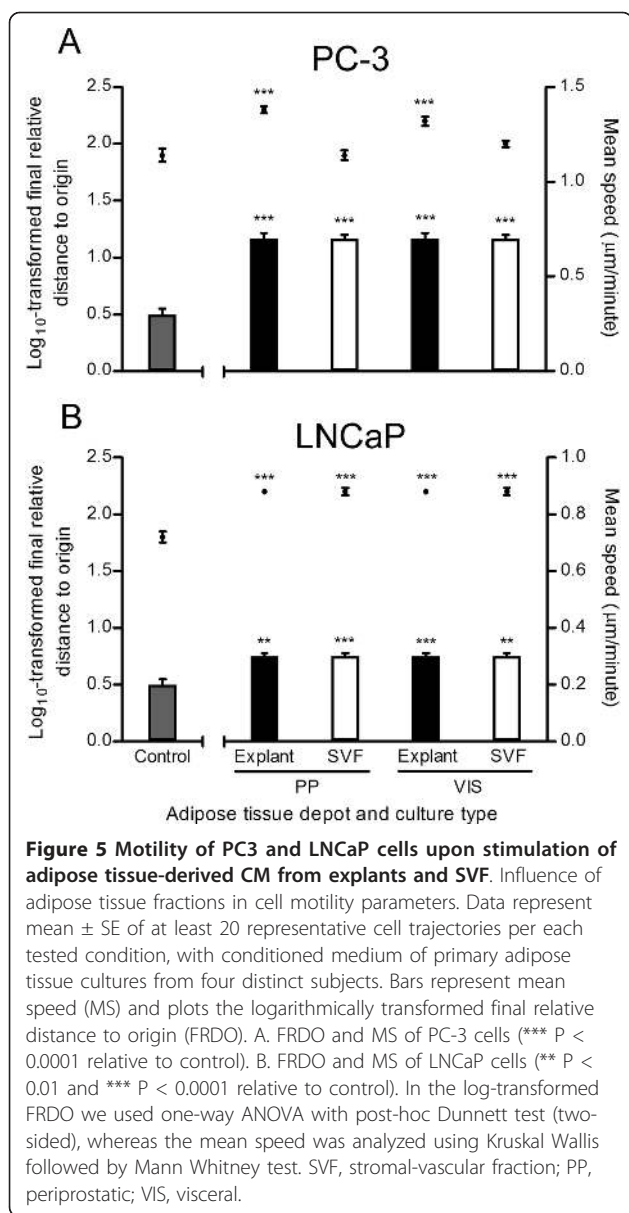 A
PC-3
2.5
2.0
1.5
1.0
0.5
0.0
Log10-transformed final relative
distance to origin
***
***
***
***
***
***
1.5
1.0
0.5
0.0
Mean speed (μm/minute)
B
LNCaP
2.5
2.0
1.5
1.0
0.5
0.0
Log10-transformed final relative
distance to origin
***
***
***
***
**
***
***
**
1.0
0.8
0.6
0.4
0.2
0.0
Mean speed (μm/minute)
Control
Explant
SVF
Explant
SVF
PP
VIS
Adipose tissue depot and culture type
Figure 5 Motility of PC3 and LNCaP cells upon stimulation of
adipose tissue-derived CM from explants and SVF. Influence of
adipose tissue fractions in cell motility parameters. Data represent
mean ± SE of at least 20 representative cell trajectories per each
tested condition, with conditioned medium of primary adipose
tissue cultures from four distinct subjects. Bars represent mean
speed (MS) and plots the logarithmically transformed final relative
distance to origin (FRDO). A. FRDO and MS of PC-3 cells (*** P <
0.0001 relative to control). B. FRDO and MS of LNCaP cells (** P <
0.01 and *** P < 0.0001 relative to control). In the log-transformed
FRDO we used one-way ANOVA with post-hoc Dunnett test (two-
sided), whereas the mean speed was analyzed using Kruskal Wallis
followed by Mann Whitney test. SVF, stromal-vascular fraction; PP,
periprostatic; VIS, visceral.